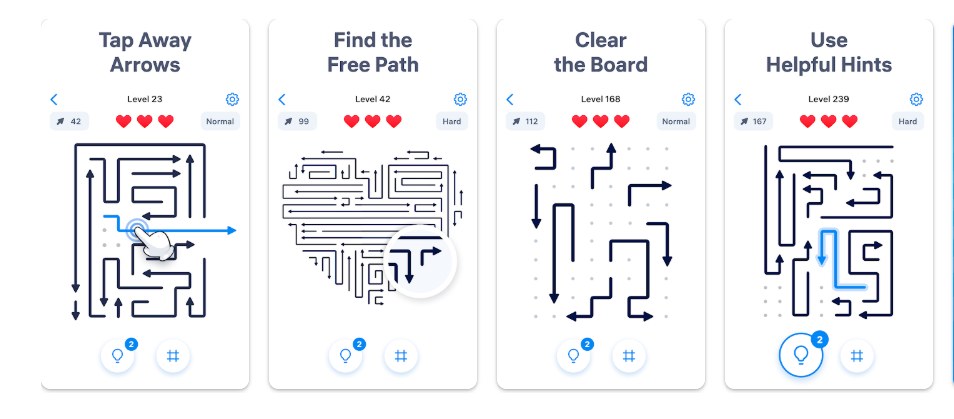 Tap Away
Arrows
Level 23
42
Normal
2
Find the
Free Path
Level 42
99
Hard
2
Clear
the Board
Level 168
112
Normal
2
Use
Helpful Hints
Level 239
167
Hard
2